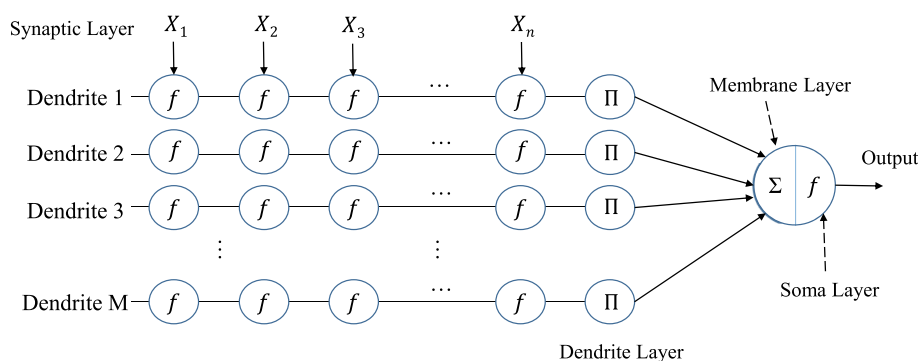 Synaptic Layer X₁ X₂ X₃ Xₙ
Dendrite 1 f f f ... f Π
Membrane Layer
Dendrite 2 f f f f Π
Output
Σ f
Dendrite 3 f f f ... f Π
⋮ ⋮
Soma Layer
Dendrite M f f f ... f Π
Dendrite Layer